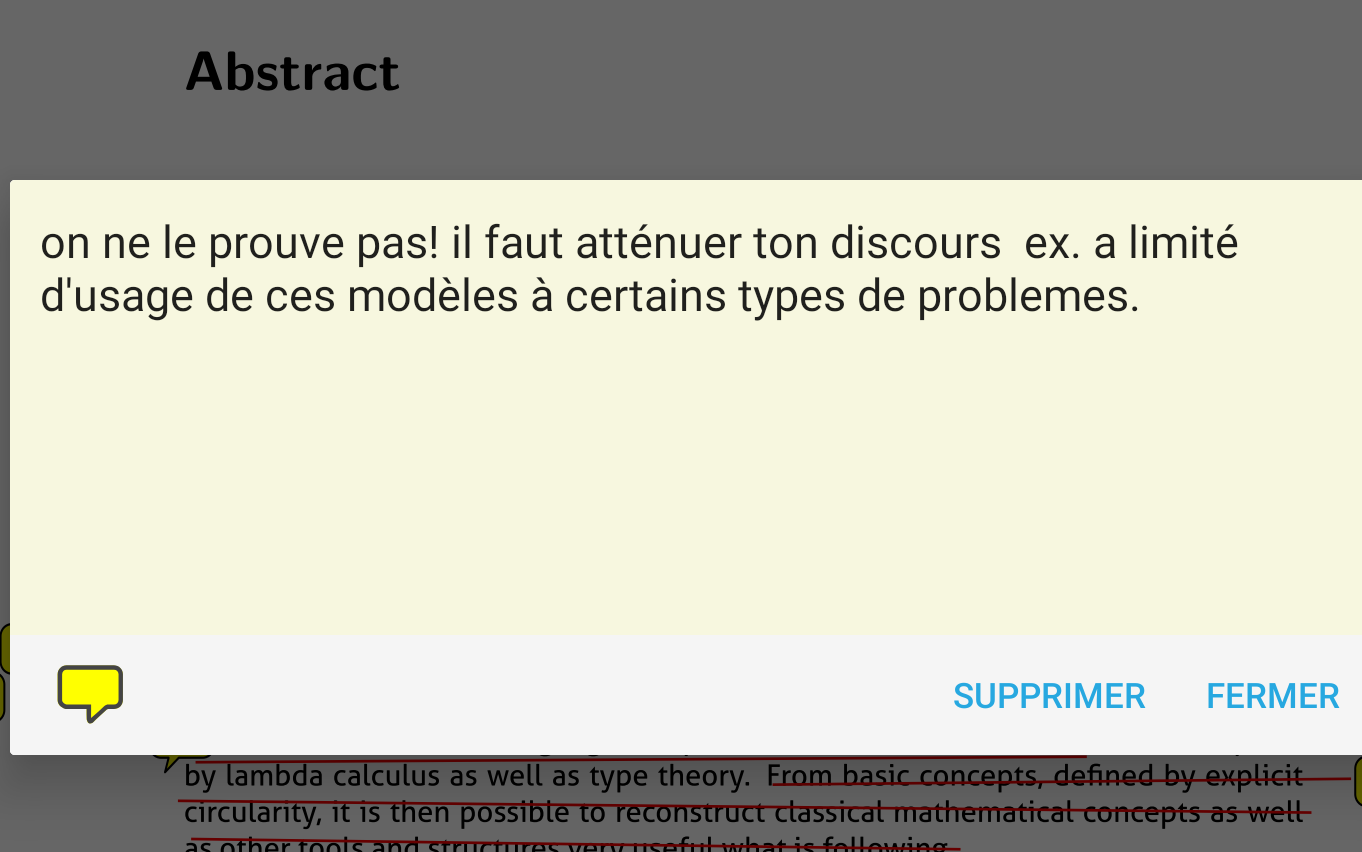 Abstract
on ne le prouve pas! il faut atténuer ton discours  ex. a limité
d'usage de ces modèles à certains types de problemes.
SUPPRIMER FERMER
by lambda calculus as well as type theory. From basic concepts, defined by explicit
circularity, it is then possible to reconstruct classical mathematical concepts as well
as other tools and structures very useful what is following.